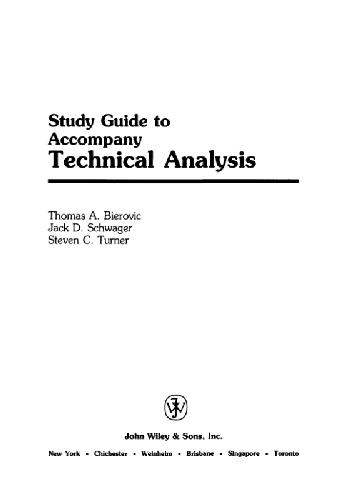 Study Guide to
Accompany
Technical Analysis
Thomas A. Bierovic
Jack D. Schwager
Steven C. Turner
John Wiley & Sons, Inc.
New York • Chichester • Weinheim • Brisbane • Singapore • Toronto